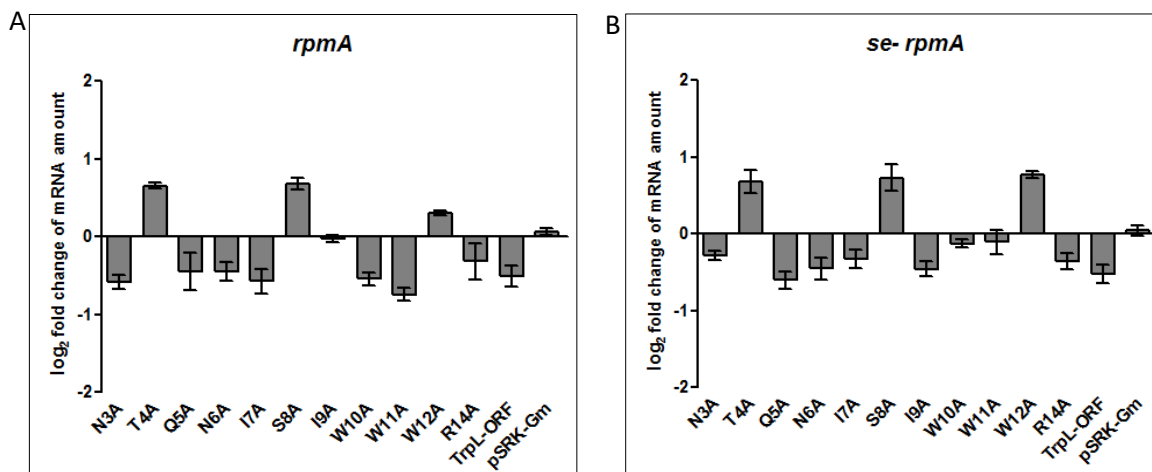 A
rpmA
log2 fold change of mRNA amount
2
1
0
-1
-2
N3A
T4A
Q5A
N6A
I7A
S8A
I9A
W10A
W11A
W12A
R14A
TrpL-ORF
pSRK-Gm
B
se- rpmA
log2 fold change of mRNA amount
2
1
0
-1
-2
N3A
T4A
Q5A
N6A
I7A
S8A
I9A
W10A
W11A
W12A
R14A
TrpL-ORF
pSRK-Gm